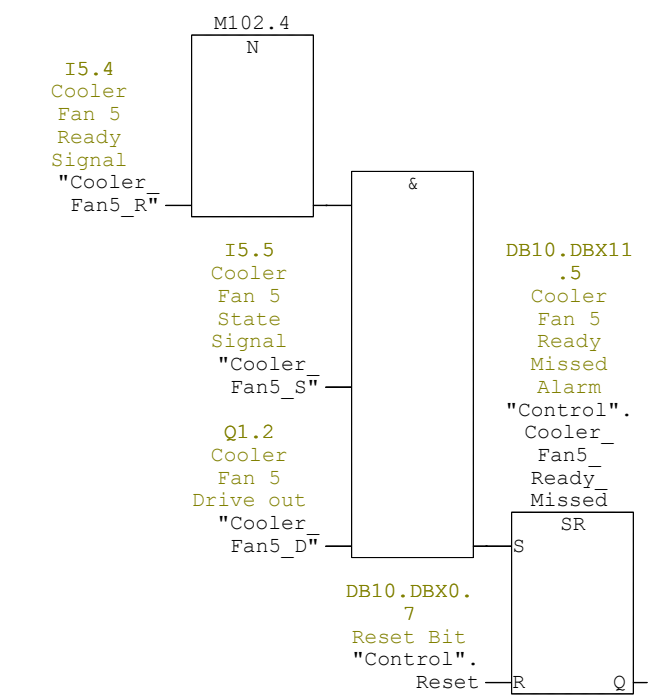 M102.4
N
I5.4
Cooler
Fan 5
Ready
Signal
"Cooler_
Fan5_R"
&
I5.5
Cooler
Fan 5
State
Signal
"Cooler_
Fan5_S"
Q1.2
Cooler
Fan 5
Drive out
"Cooler_
Fan5_D"
DB10.DBX11
.5
Cooler
Fan 5
Ready
Missed
Alarm
"Control".
Cooler_
Fan5_
Ready_
Missed
SR
S
DB10.DBX0.
7
Reset Bit
"Control".
Reset
R
Q